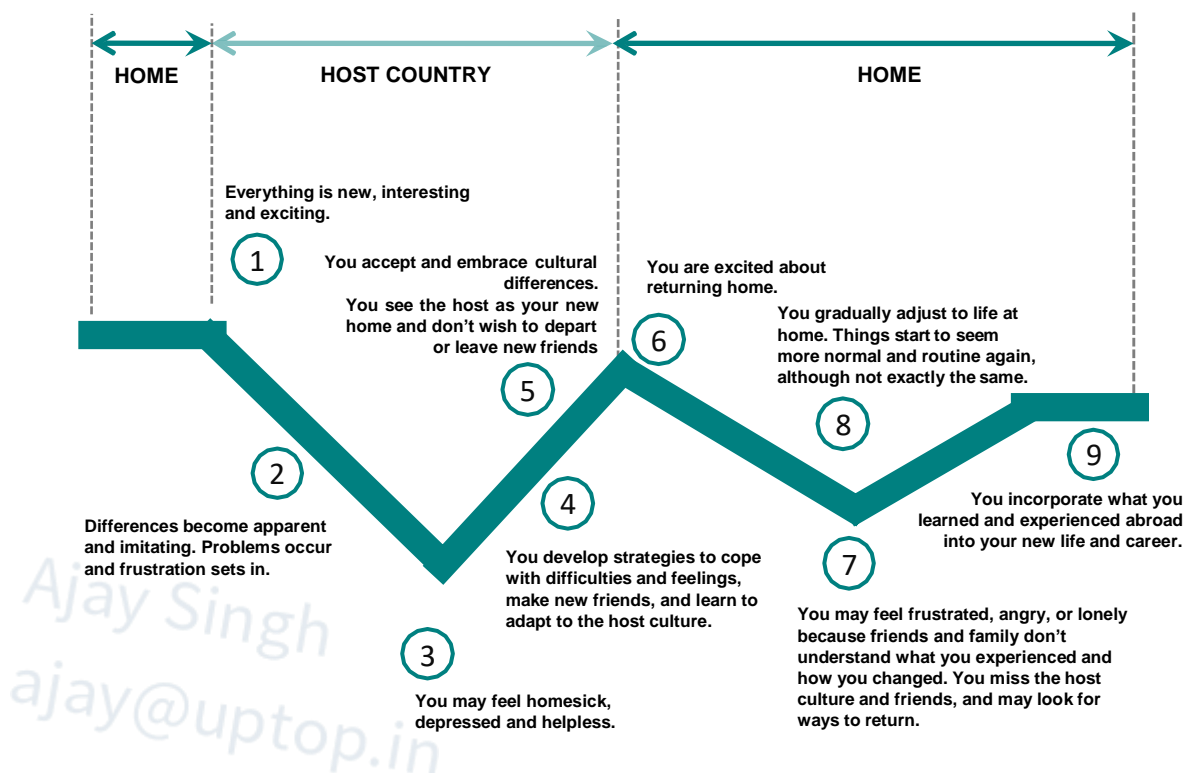 HOME
HOST COUNTRY
HOME
Everything is new, interesting
and exciting.
1
You accept and embrace cultural
differences.
You see the host as your new
home and don't wish to depart
or leave new friends
5
You are excited about
returning home.
6
You gradually adjust to life at
home. Things start to seem
more normal and routine again,
although not exactly the same.
8
2
Differences become apparent
and imitating. Problems occur
and frustration sets in.
4
You develop strategies to cope
with difficulties and feelings,
make new friends, and learn to
adapt to the host culture.
9
You incorporate what you
learned and experienced abroad
into your new life and career.
3
You may feel homesick,
depressed and helpless.
7
You may feel frustrated, angry, or lonely
because friends and family don't
understand what you experienced and
how you changed. You miss the host
culture and friends, and may look for
ways to return.
Ajay Singh
ajay@uptop.in